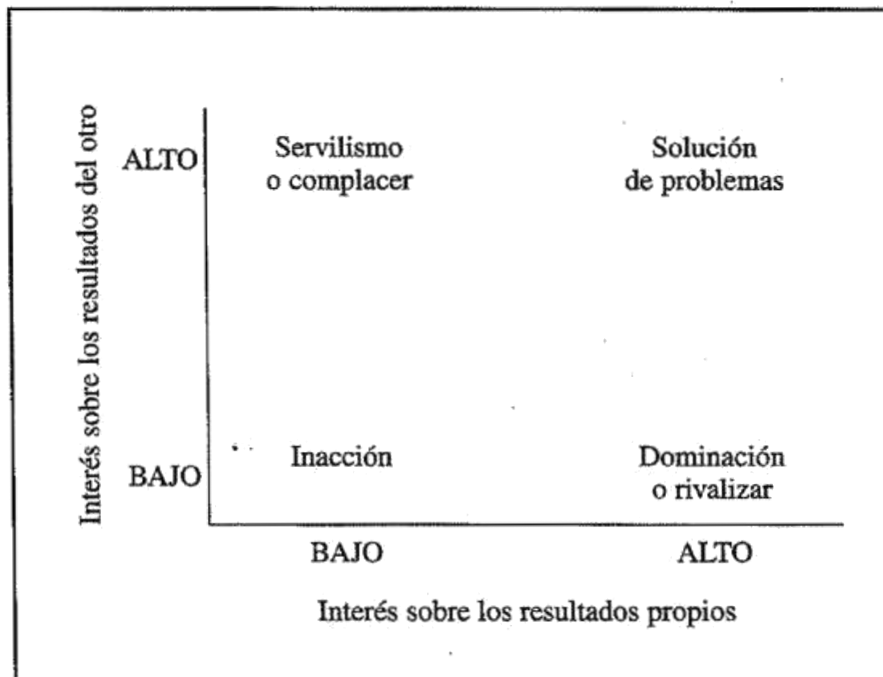 Interés sobre los resultados del otro
ALTO
Servilismo
o complacer
Solución
de problemas
BAJO
Inacción
Dominación
o rivalizar
BAJO
ALTO
Interés sobre los resultados propios